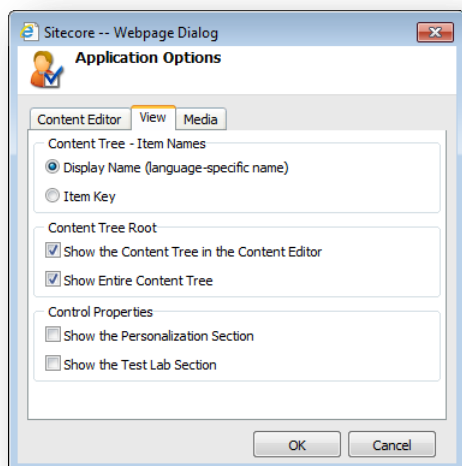 Sitecore -- Webpage Dialog
Application Options
Content Editor View Media
Content Tree - Item Names
Display Name (language-specific name)
Item Key
Content Tree Root
Show the Content Tree in the Content Editor
Show Entire Content Tree
Control Properties
Show the Personalization Section
Show the Test Lab Section
OK Cancel